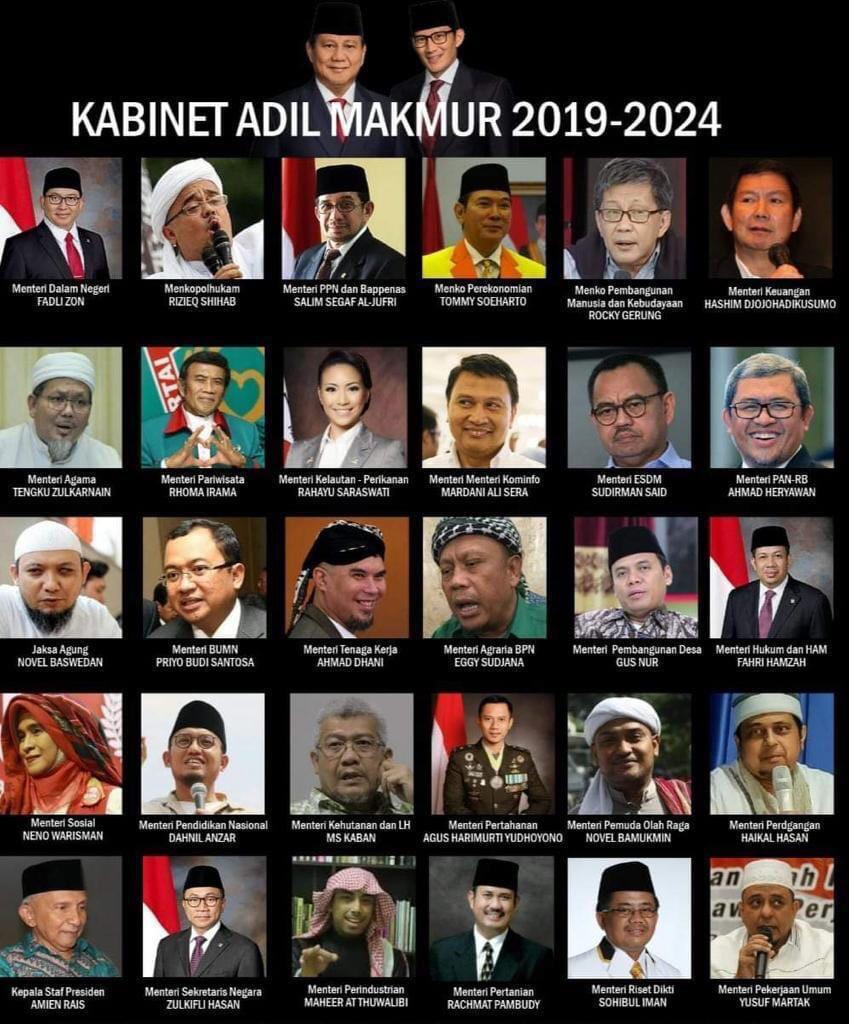 KABINET ADIL MAKMUR 2019-2024
Menteri Dalam Negeri
FADLI ZON
Menkopolhukam
RIZIEQ SHIHAB
Menteri PPN dan Bappenas
SALIM SEGAF AL-JUFRI
Menko Perekonomian
TOMMY SOEHARTO
Menko Pembangunan
Manusia dan Kebudayaan
ROCKY GERUNG
Menteri Keuangan
HASHIM DJOJOHADIKUSUMO
RTAI
Menteri Agama
TENGKU ZULKARNAIN
Menteri Pariwisata
RHOMA IRAMA
Menteri Kelautan - Perikanan
RAHAYU SARASWATI
Menteri Menteri Kominfo
MARDANI ALI SERA
Menteri ESDM
SUDIRMAN SAID
Menteri PAN-RB
AHMAD HERYAWAN
Jaksa Agung
NOVEL BASWEDAN
Menteri BUMN
PRIYO BUDI SANTOSA
Menteri Tenaga Kerja
AHMAD DHANI
Menteri Agraria BPN
EGGY SUDJANA
Menteri Pembangunan Desa
GUS NUR
Menteri Hukum dan HAM
FAHRI HAMZAH
Menteri Sosial
NENO WARISMAN
Menteri Pendidikan Nasional
DAHNIL ANZAR
Menteri Kehutanan dan LH
MS KABAN
Menteri Pertahanan
AGUS HARIMURTI YUDHOYONO
Menteri Pemuda Olah Raga
NOVEL BAMUKMIN
Menteri Perdgangan
HAIKAL HASAN
Kepala Staf Presiden
AMIEN RAIS
Menteri Sekretaris Negara
ZULKIFLI HASAN
Menteri Perindustrian
MAHEER AT THUWALIBI
Menteri Pertanian
RACHMAT PAMBUDY
Menteri Riset Dikti
SOHIBUL IMAN
Menteri Pekerjaan Umum
YUSUF MARTAK